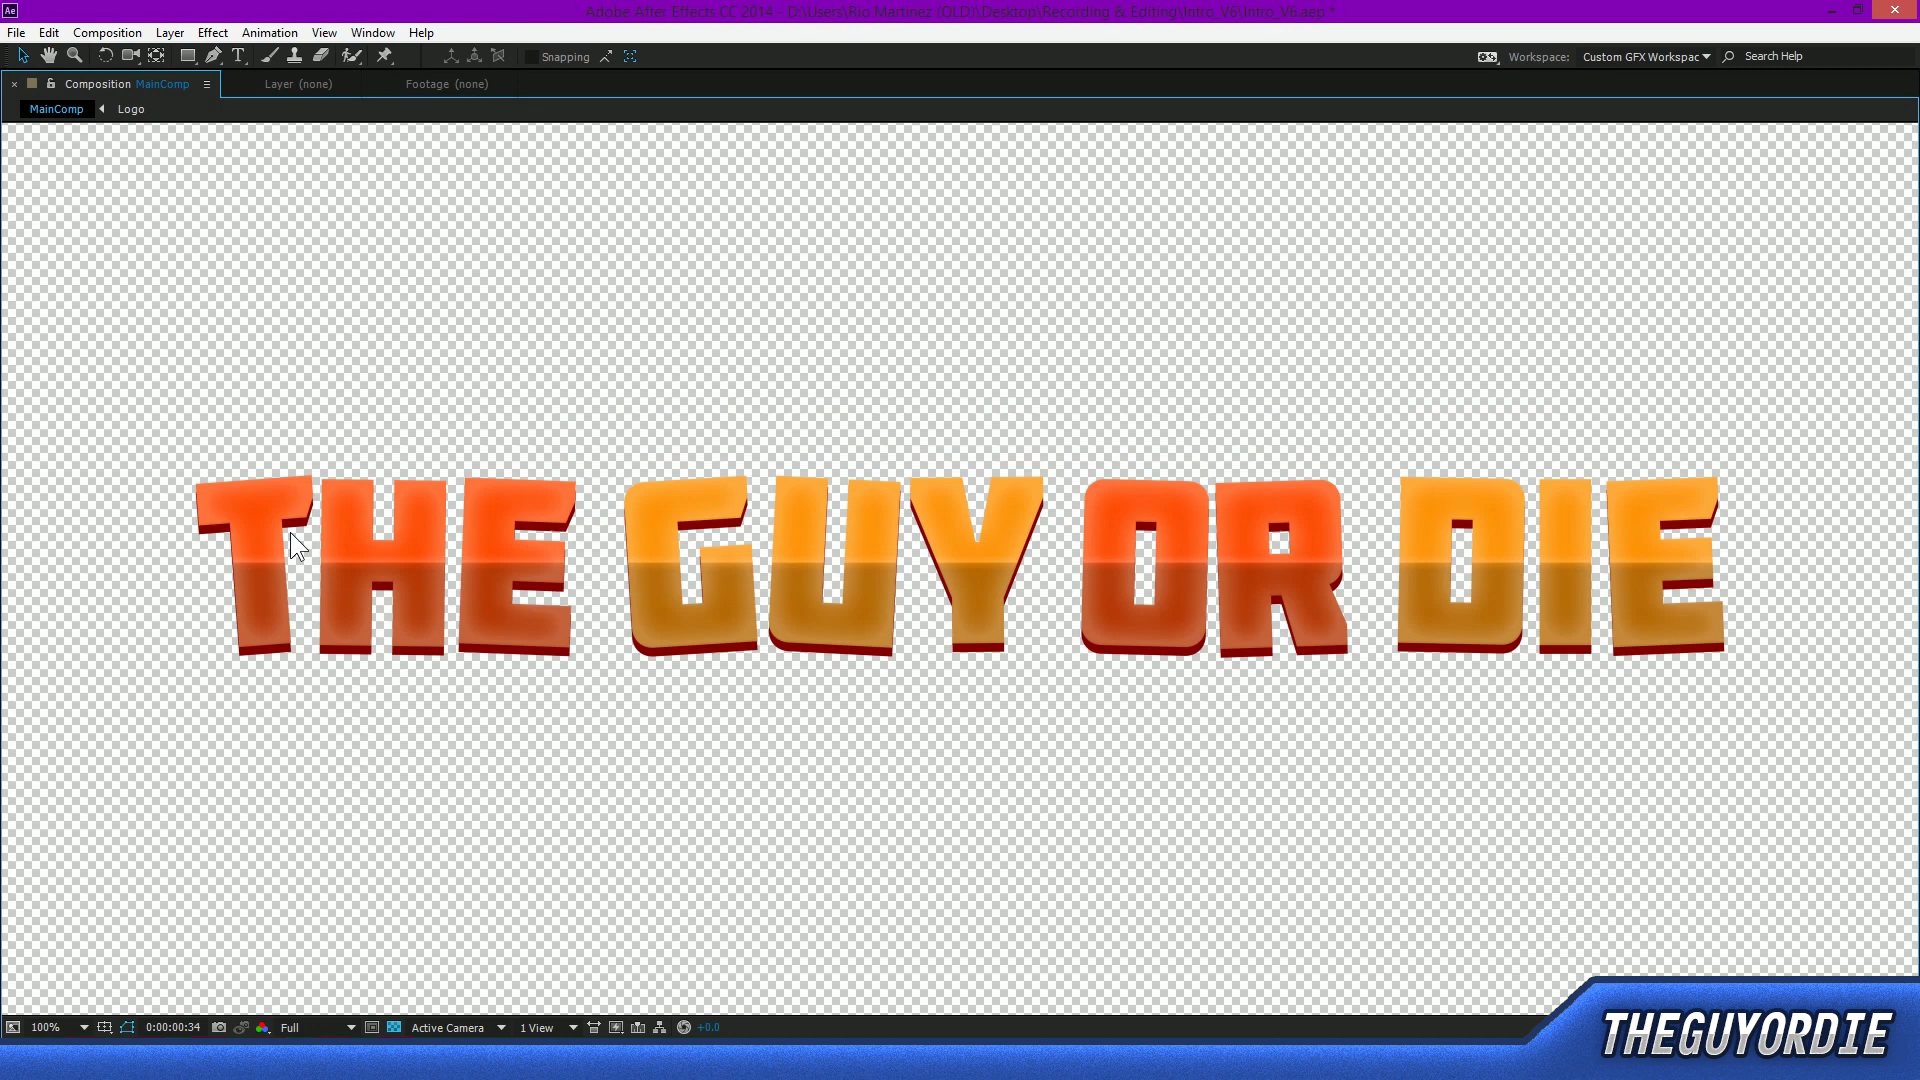 Ae Adobe After Effects CC 2014 - D:\Users\Rio Martinez (OLD)\Desktop\Recording & Editing\Intro_V6\Intro_V6.aep *
File Edit Composition Layer Effect Animation View Window Help
T Snapping Workspace: Custom GFX Workspac Search Help
Composition MainComp Layer (none) Footage (none)
MainComp Logo
THE GUY OR DIE
100% 0:00:00:34 Full Active Camera 1 View +0.0
THEGUYORDIE